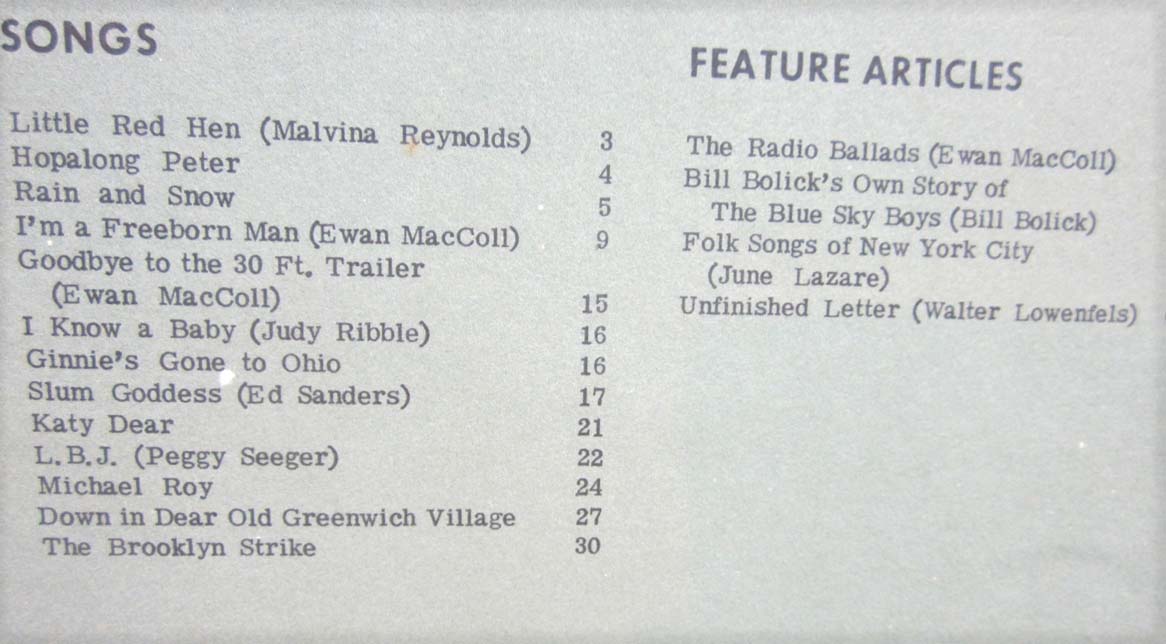 SONGS
Little Red Hen (Malvina Reynolds) 3
Hopalong Peter 4
Rain and Snow 5
I'm a Freeborn Man (Ewan MacColl) 9
Goodbye to the 30 Ft. Trailer
(Ewan MacColl) 15
I Know a Baby (Judy Ribble) 16
Ginnie's Gone to Ohio 16
Slum Goddess (Ed Sanders) 17
Katy Dear 21
L.B.J. (Peggy Seeger) 22
Michael Roy 24
Down in Dear Old Greenwich Village 27
The Brooklyn Strike 30
FEATURE ARTICLES
The Radio Ballads (Ewan MacColl)
Bill Bolick's Own Story of
The Blue Sky Boys (Bill Bolick)
Folk Songs of New York City
(June Lazare)
Unfinished Letter (Walter Lowenfels)